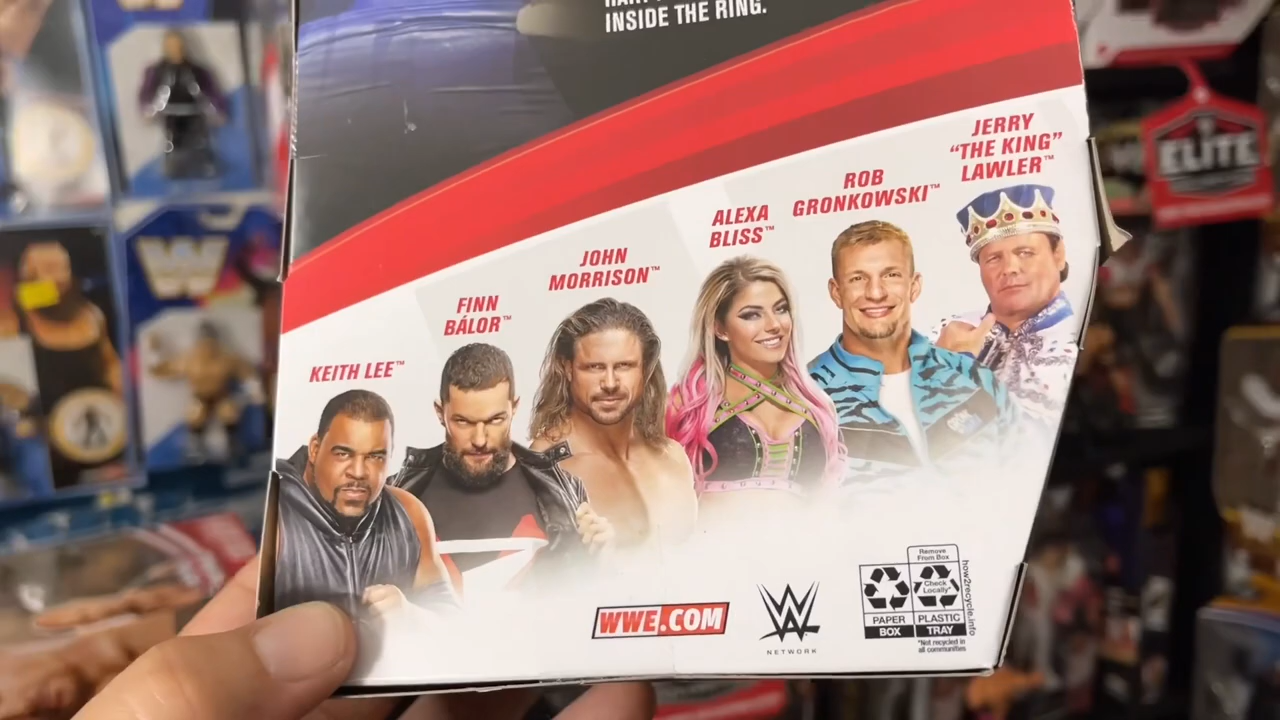 INSIDE THE RING.
JERRY
“THE KING”
LAWLER™
ROB
GRONKOWSKI™
ALEXA
BLISS™
JOHN
MORRISON™
FINN
BÁLOR™
KEITH LEE™
ELITE
WWE.COM
W
NETWORK
Remove
From Box
Check
Locally*
PAPER
BOX
PLASTIC
TRAY
*Not recycled in
all communities
how2recycle.info